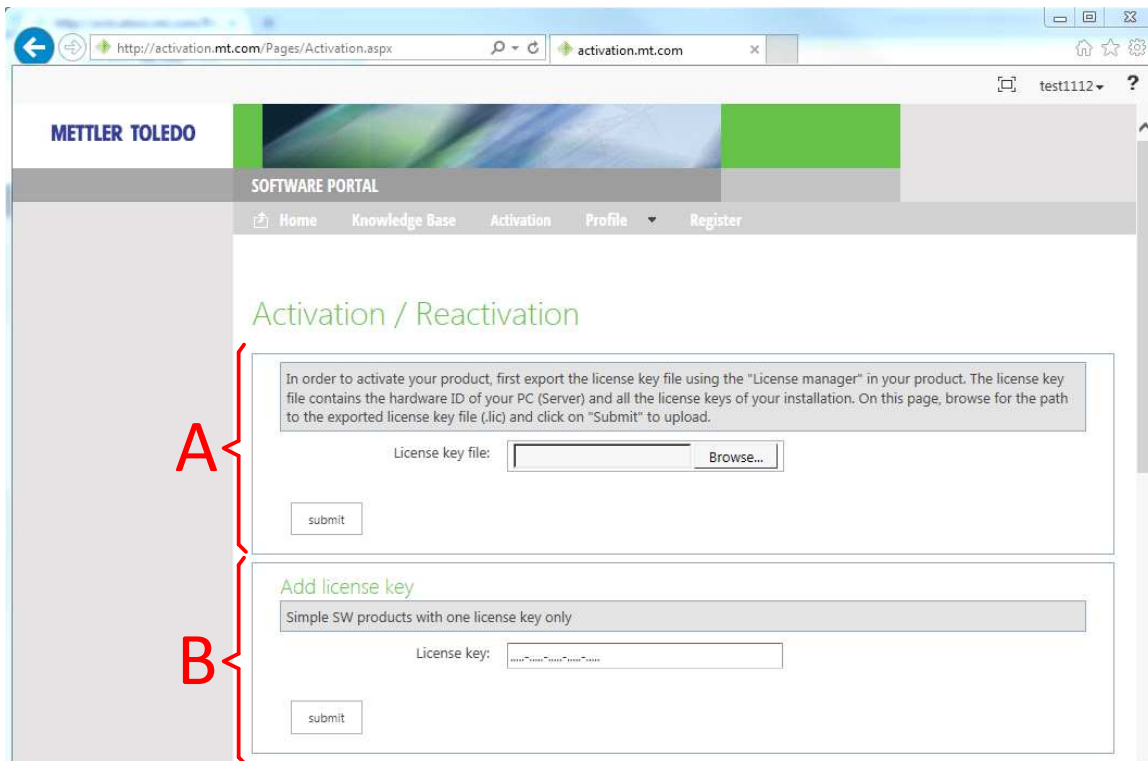 http://activation.mt.com/Pages/Activation.aspx
activation.mt.com
test1112
?
METTLER TOLEDO
SOFTWARE PORTAL
Home Knowledge Base Activation Profile Register
Activation / Reactivation
A
In order to activate your product, first export the license key file using the "License manager" in your product. The license key
file contains the hardware ID of your PC (Server) and all the license keys of your installation. On this page, browse for the path
to the exported license key file (.lic) and click on "Submit" to upload.
License key file:
Browse...
submit
B
Add license key
Simple SW products with one license key only
License key: .....-.....-.....-.....-.....
submit